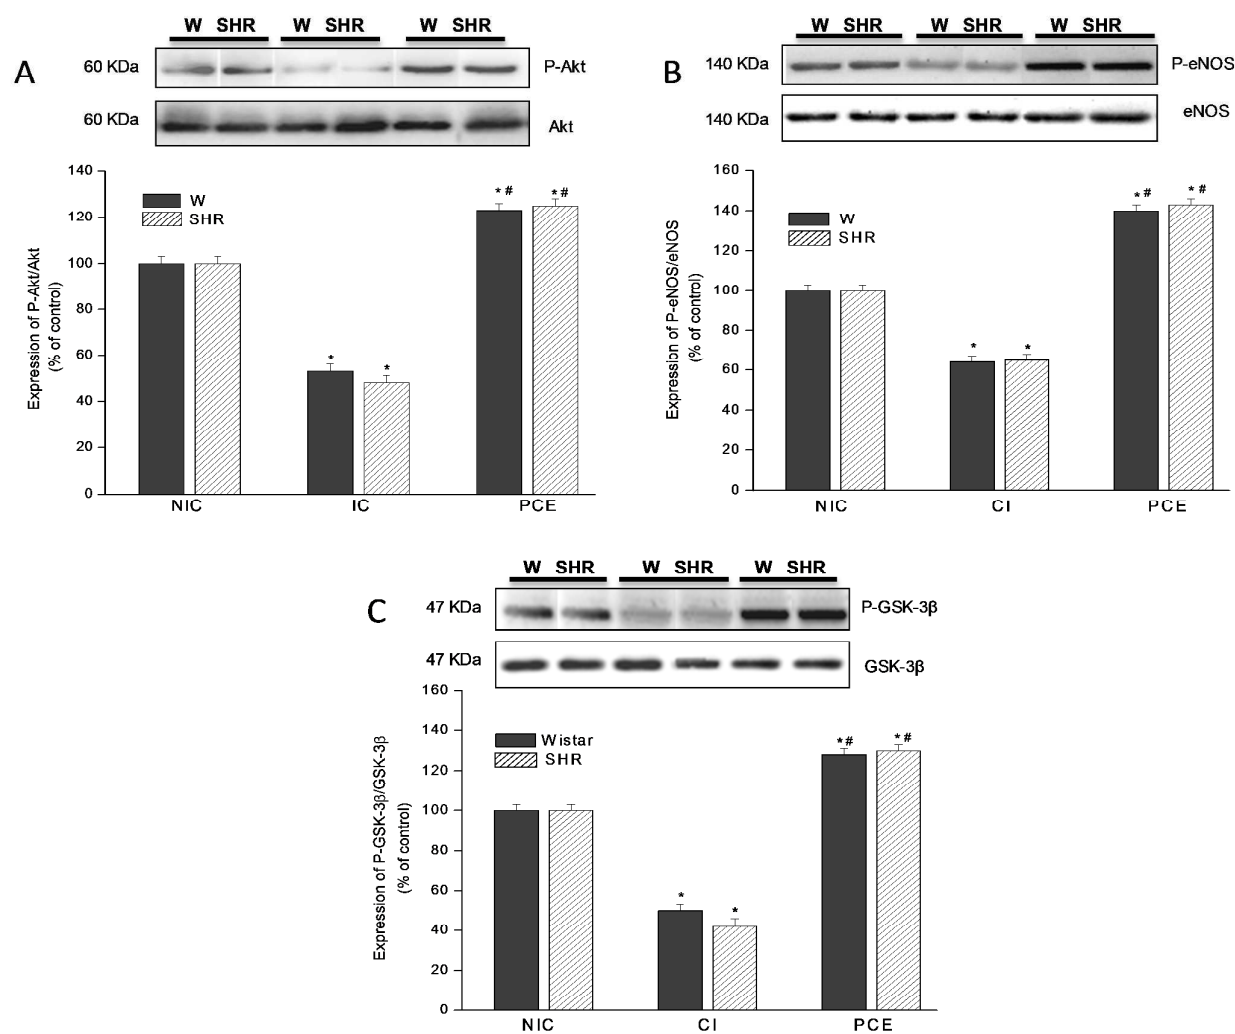 W SHR W SHR W SHR
A
60 KDa
P-Akt
60 KDa
Akt
140
120
100
80
60
40
20
0
Expression of P-Akt/Akt
(% of control)
W
SHR
* #
* #
*
*
NIC IC PCE
W SHR W SHR W SHR
B
140 KDa
P-eNOS
140 KDa
eNOS
160
140
120
100
80
60
40
20
0
Expression of P-eNOS/eNOS
(% of control)
W
SHR
* #
* #
*
*
NIC CI PCE
W SHR W SHR W SHR
C
47 KDa
P-GSK-3β
47 KDa
GSK-3β
160
140
120
100
80
60
40
20
0
Expression of P-GSK-3β/GSK-3β
(% of control)
Wistar
SHR
*#
*#
*
*
NIC CI PCE